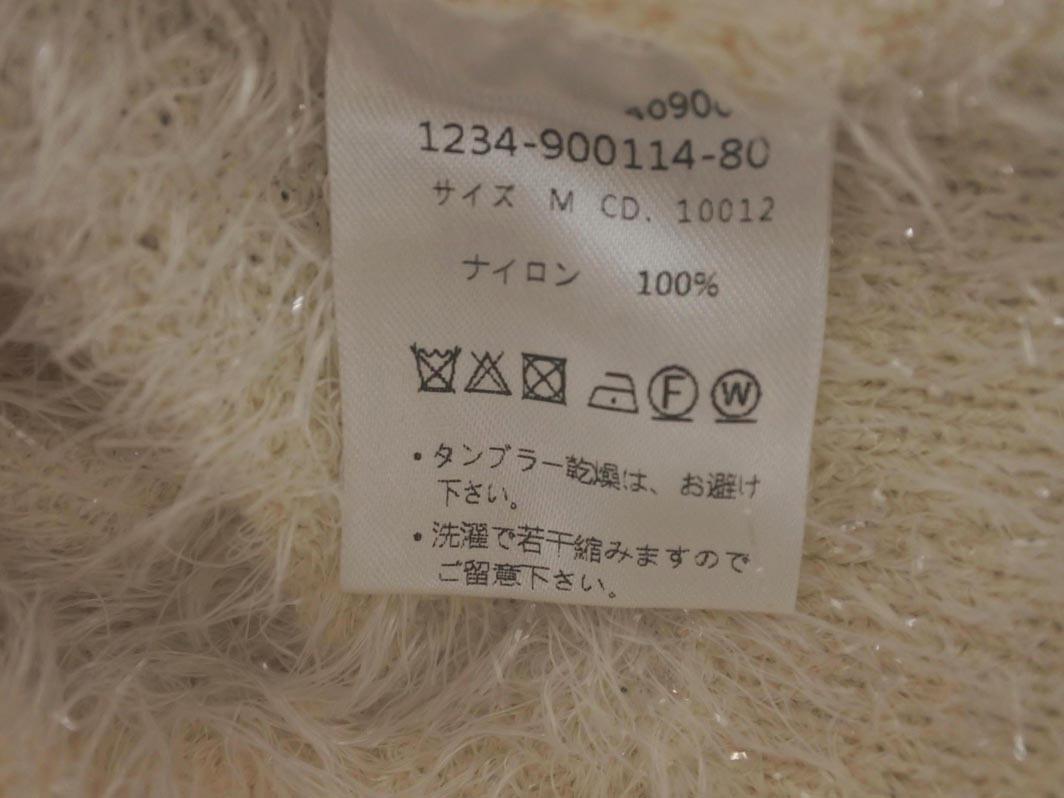 1234-900114-80
サイズ M CD. 10012
ナイロン 100%
F W
・タンブラー乾燥は、お避け
下さい。
・洗濯で若干縮みますので
ご留意下さい。